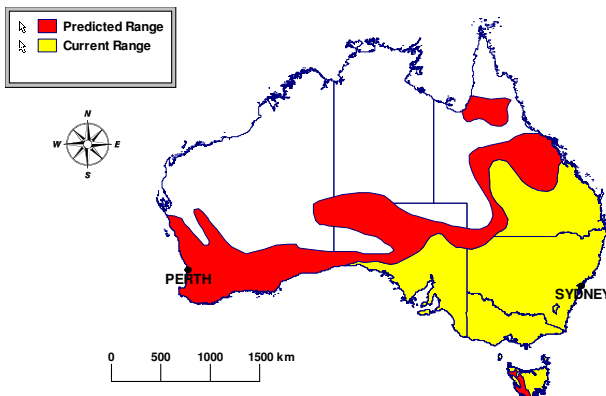 Predicted Range
Current Range
N
W E
S
PERTH
SYDNEY
0 500 1000 1500 km